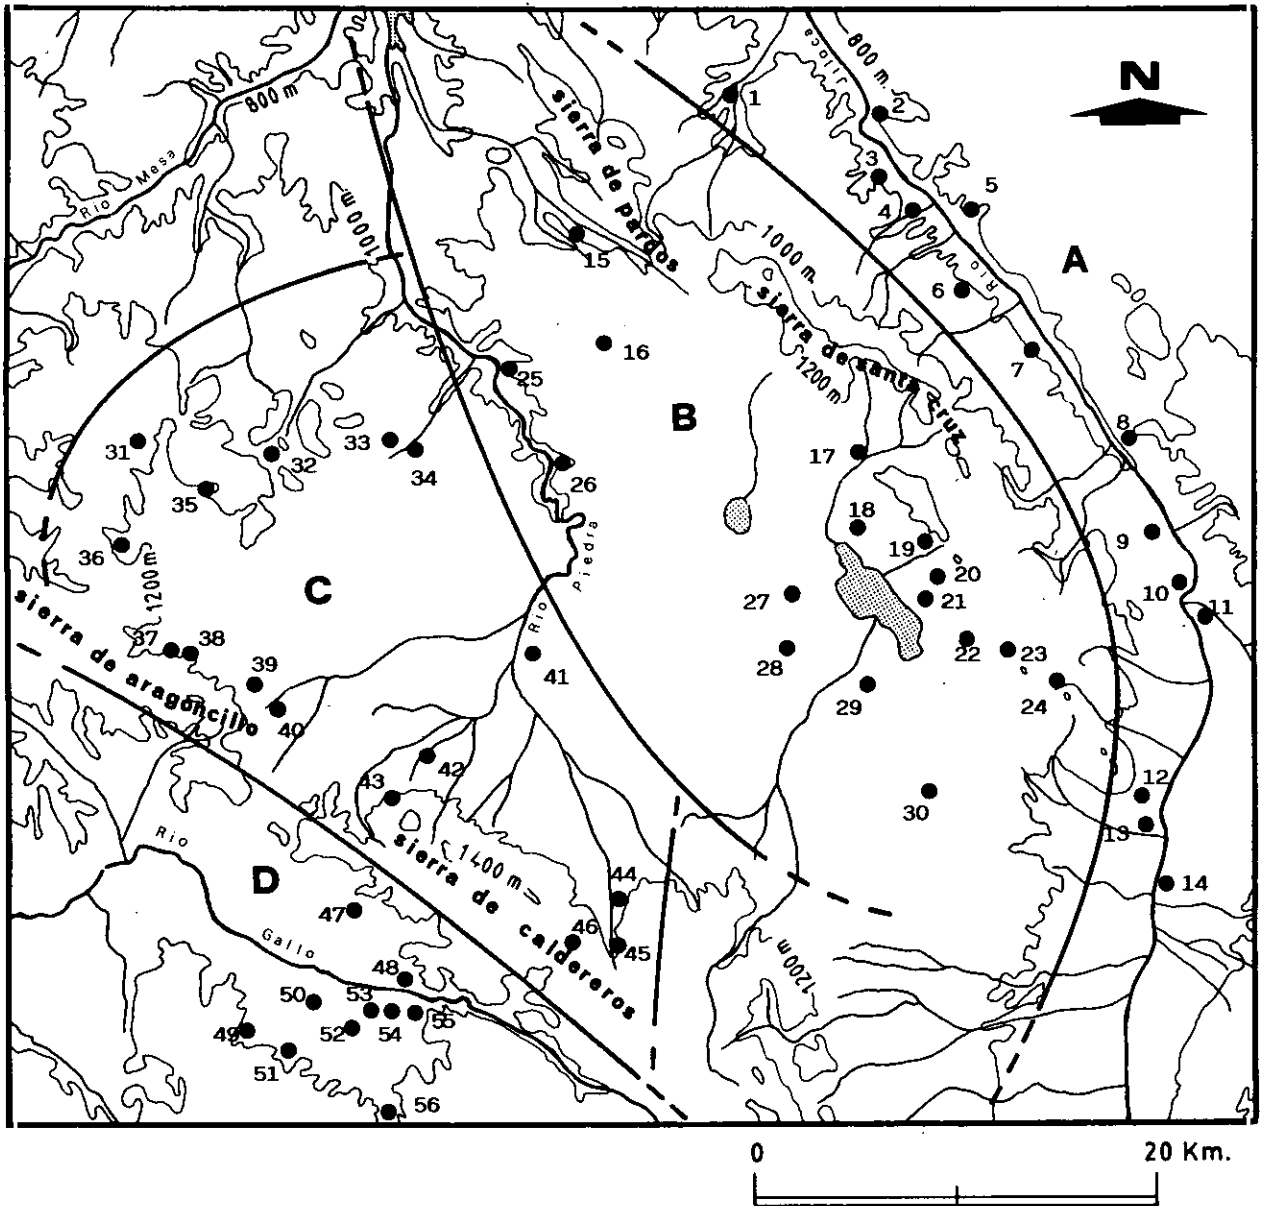 N
800 m.
Jiloca
800 m
Rio Mesa
1000 m
sierra de pardos
1
2
3
4
5
A
Rio
6
7
8
9
10
11
12
13
14
15
16
1000 m.
sierra de santa cruz
1200 m
B
17
18
19
20
21
22
23
24
25
26
27
28
29
30
Rio Piedra
31
32
33
34
35
36
1200 m
C
37
38
39
40
41
42
43
44
45
46
sierra de aragoncillo
sierra de caldereros
1400 m
1200m
D
Rio Gallo
47
48
49
50
51
52
53
54
55
56
0
20 Km.